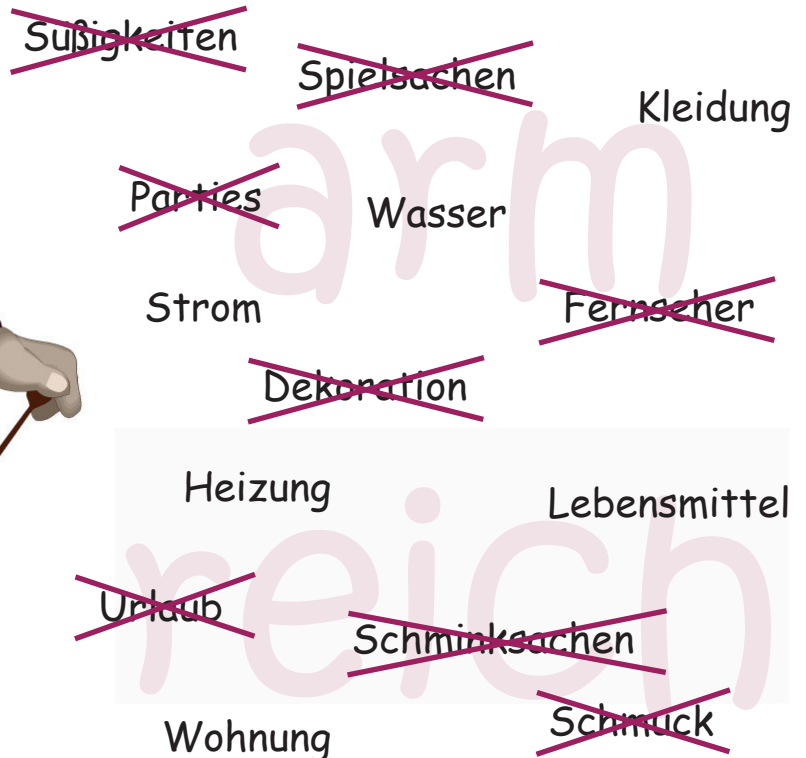 Süßigkeiten
Spielsachen
Kleidung
arm
Parties
Wasser
Strom
Fernseher
Dekoration
Heizung
Lebensmittel
reich
Urlaub
Schminksachen
Schmuck
Wohnung